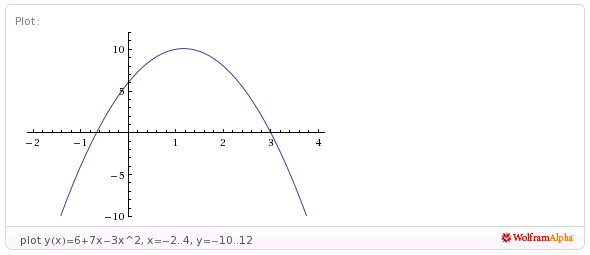 Plot:
10
5
−2 −1 1 2 3 4
−5
−10
plot y(x)=6+7x−3x^2, x=−2..4, y=−10..12
WolframAlpha